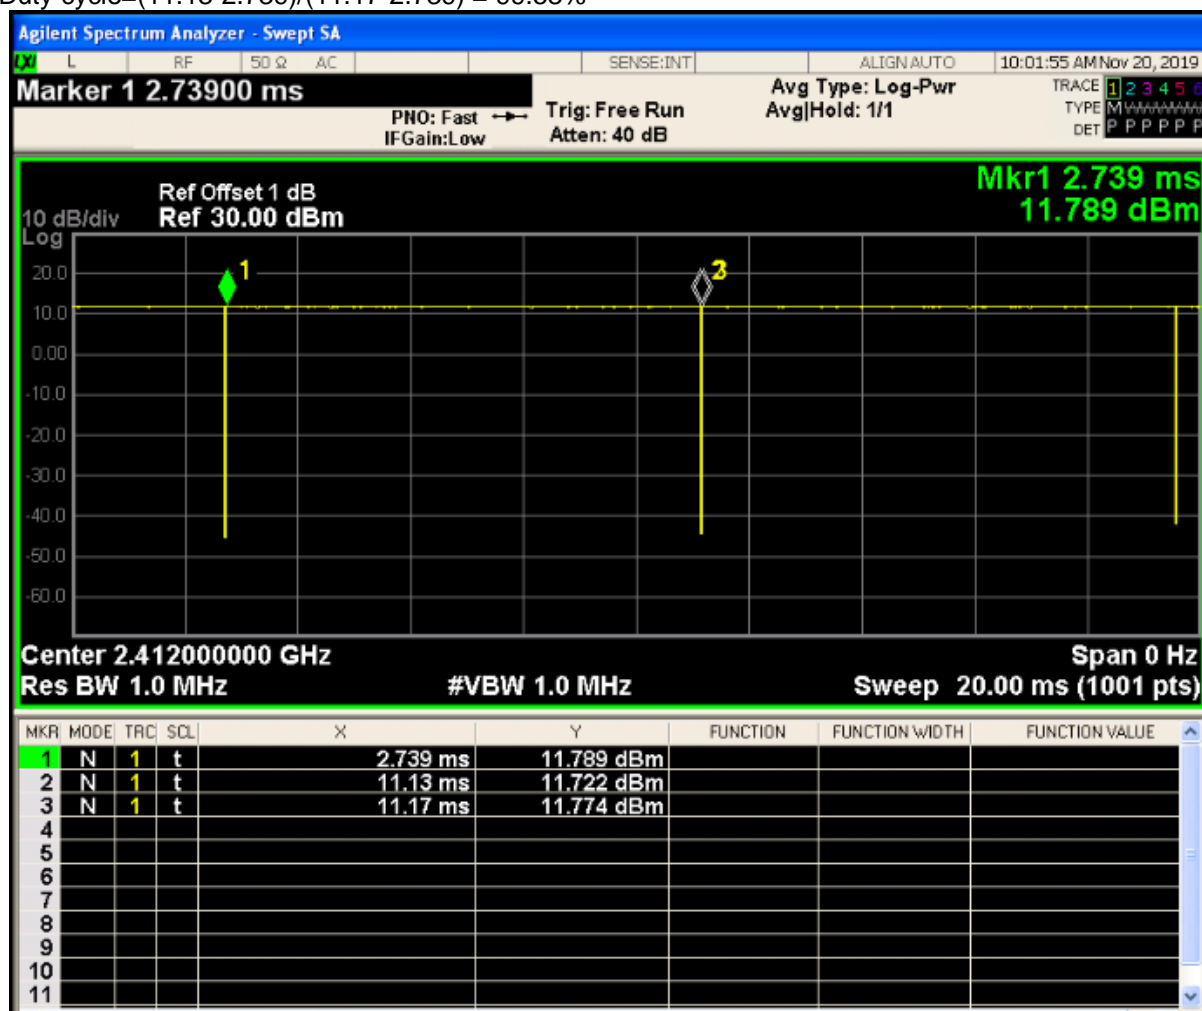 Agilent Spectrum Analyzer - Swept SA
LXI L RF 50 Ω AC SENSE:INT ALIGN AUTO 10:01:55 AM Nov 20, 2019
Marker 1 2.73900 ms
PNO: Fast
IFGain:Low
Trig: Free Run
Atten: 40 dB
Avg Type: Log-Pwr
Avg|Hold: 1/1
TRACE 1 2 3 4 5 6
TYPE M
DET P P P P P P
Mkr1 2.739 ms
11.789 dBm
Ref Offset 1 dB
10 dB/div Ref 30.00 dBm
Log
1
2
3
20.0
10.0
0.00
-10.0
-20.0
-30.0
-40.0
-50.0
-60.0
Center 2.412000000 GHz Span 0 Hz
Res BW 1.0 MHz #VBW 1.0 MHz Sweep 20.00 ms (1001 pts)
MKR MODE TRC SCL X Y FUNCTION FUNCTION WIDTH FUNCTION VALUE
1 N 1 t 2.739 ms 11.789 dBm
2 N 1 t 11.13 ms 11.722 dBm
3 N 1 t 11.17 ms 11.774 dBm
4
5
6
7
8
9
10
11